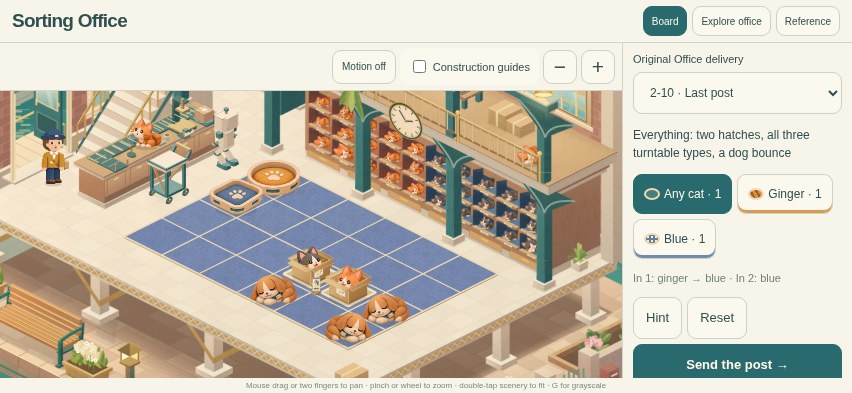 Sorting Office
Board
Explore office
Reference
Motion off
Construction guides
Original Office delivery
2-10 · Last post
Everything: two hatches, all three
turntable types, a dog bounce
Any cat · 1
Ginger · 1
Blue · 1
In 1: ginger → blue · In 2: blue
Hint
Reset
Send the post →
Mouse drag or two fingers to pan · pinch or wheel to zoom · double-tap scenery to fit · G for grayscale